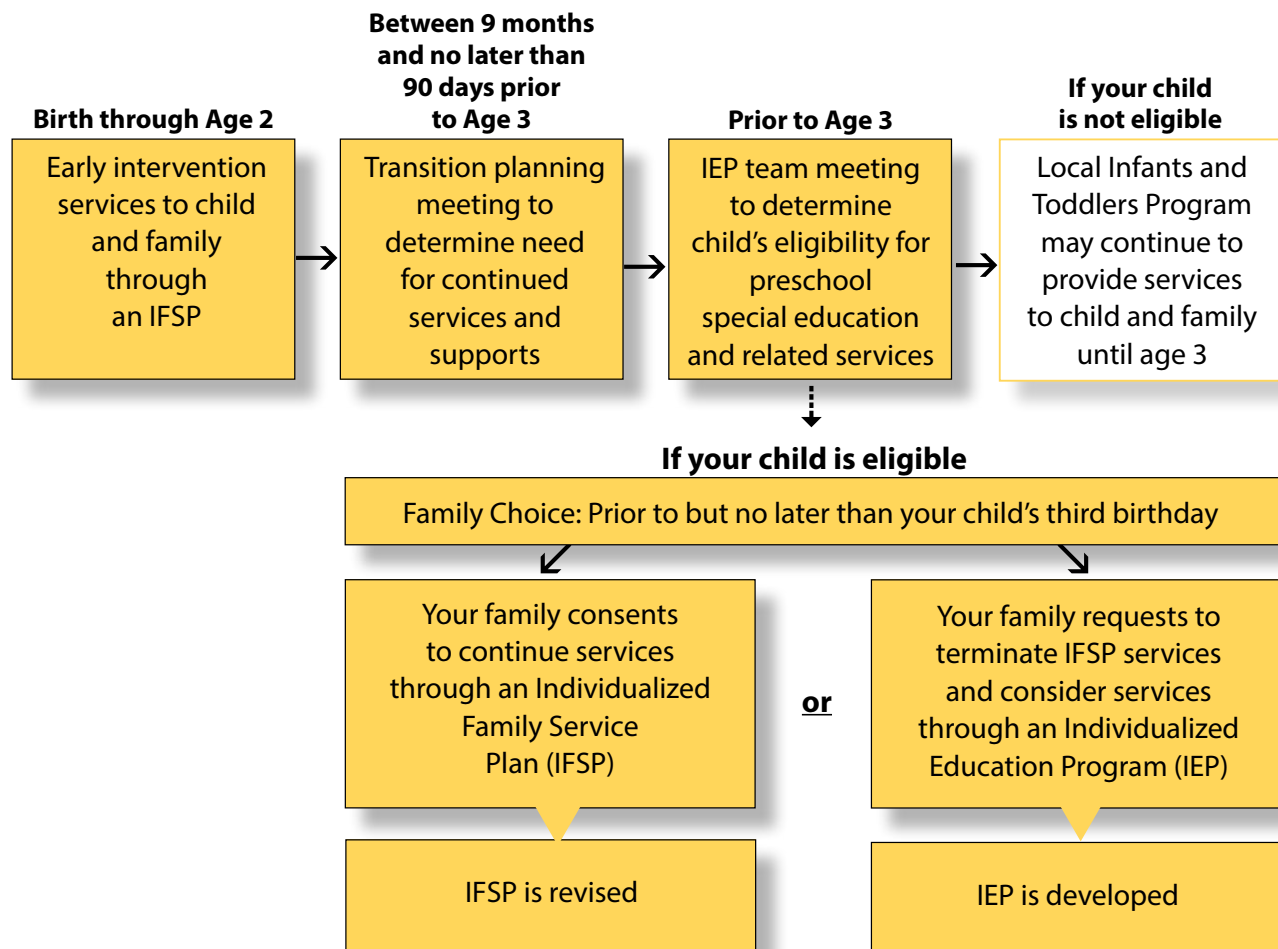 Birth through Age 2
Early intervention
services to child
and family
through
an IFSP
Between 9 months
and no later than
90 days prior
to Age 3
Transition planning
meeting to
determine need
for continued
services and
supports
Prior to Age 3
IEP team meeting
to determine
child’s eligibility for
preschool
special education
and related services
If your child
is not eligible
Local Infants and
Toddlers Program
may continue to
provide services
to child and family
until age 3
If your child is eligible
Family Choice: Prior to but no later than your child’s third birthday
Your family consents
to continue services
through an Individualized
Family Service
Plan (IFSP)
or
Your family requests to
terminate IFSP services
and consider services
through an Individualized
Education Program (IEP)
IFSP is revised
IEP is developed